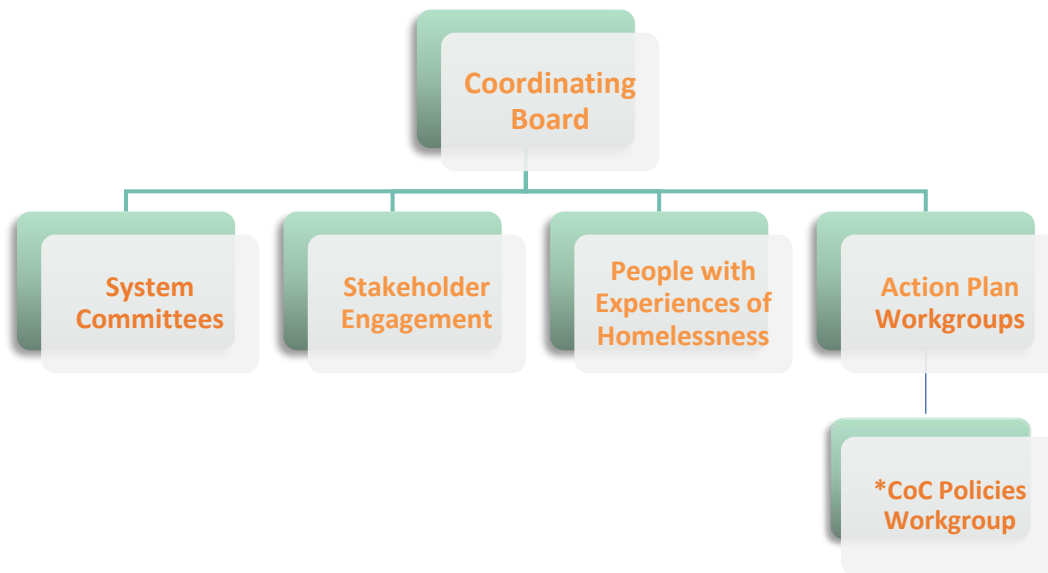 Coordinating
Board
System
Committees
Stakeholder
Engagement
People with
Experiences of
Homelessness
Action Plan
Workgroups
*CoC Policies
Workgroup